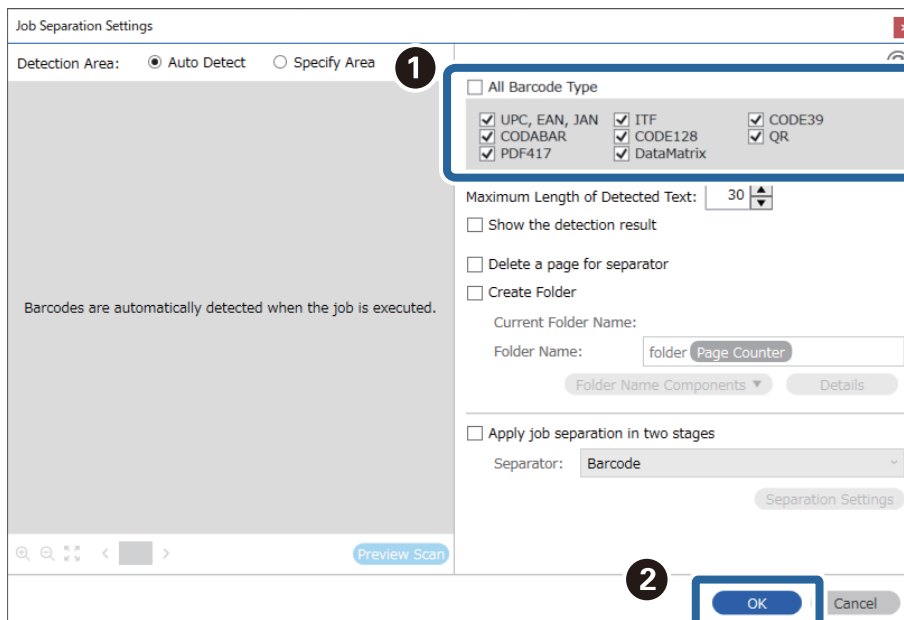 Job Separation Settings
Detection Area: Auto Detect Specify Area
1
All Barcode Type
UPC, EAN, JAN ITF CODE39
CODABAR CODE128 QR
PDF417 DataMatrix
Maximum Length of Detected Text: 30
Show the detection result
Delete a page for separator
Create Folder
Barcodes are automatically detected when the job is executed.
Current Folder Name:
Folder Name: folder Page Counter
Folder Name Components Details
Apply job separation in two stages
Separator: Barcode
Separation Settings
Preview Scan
2
OK Cancel